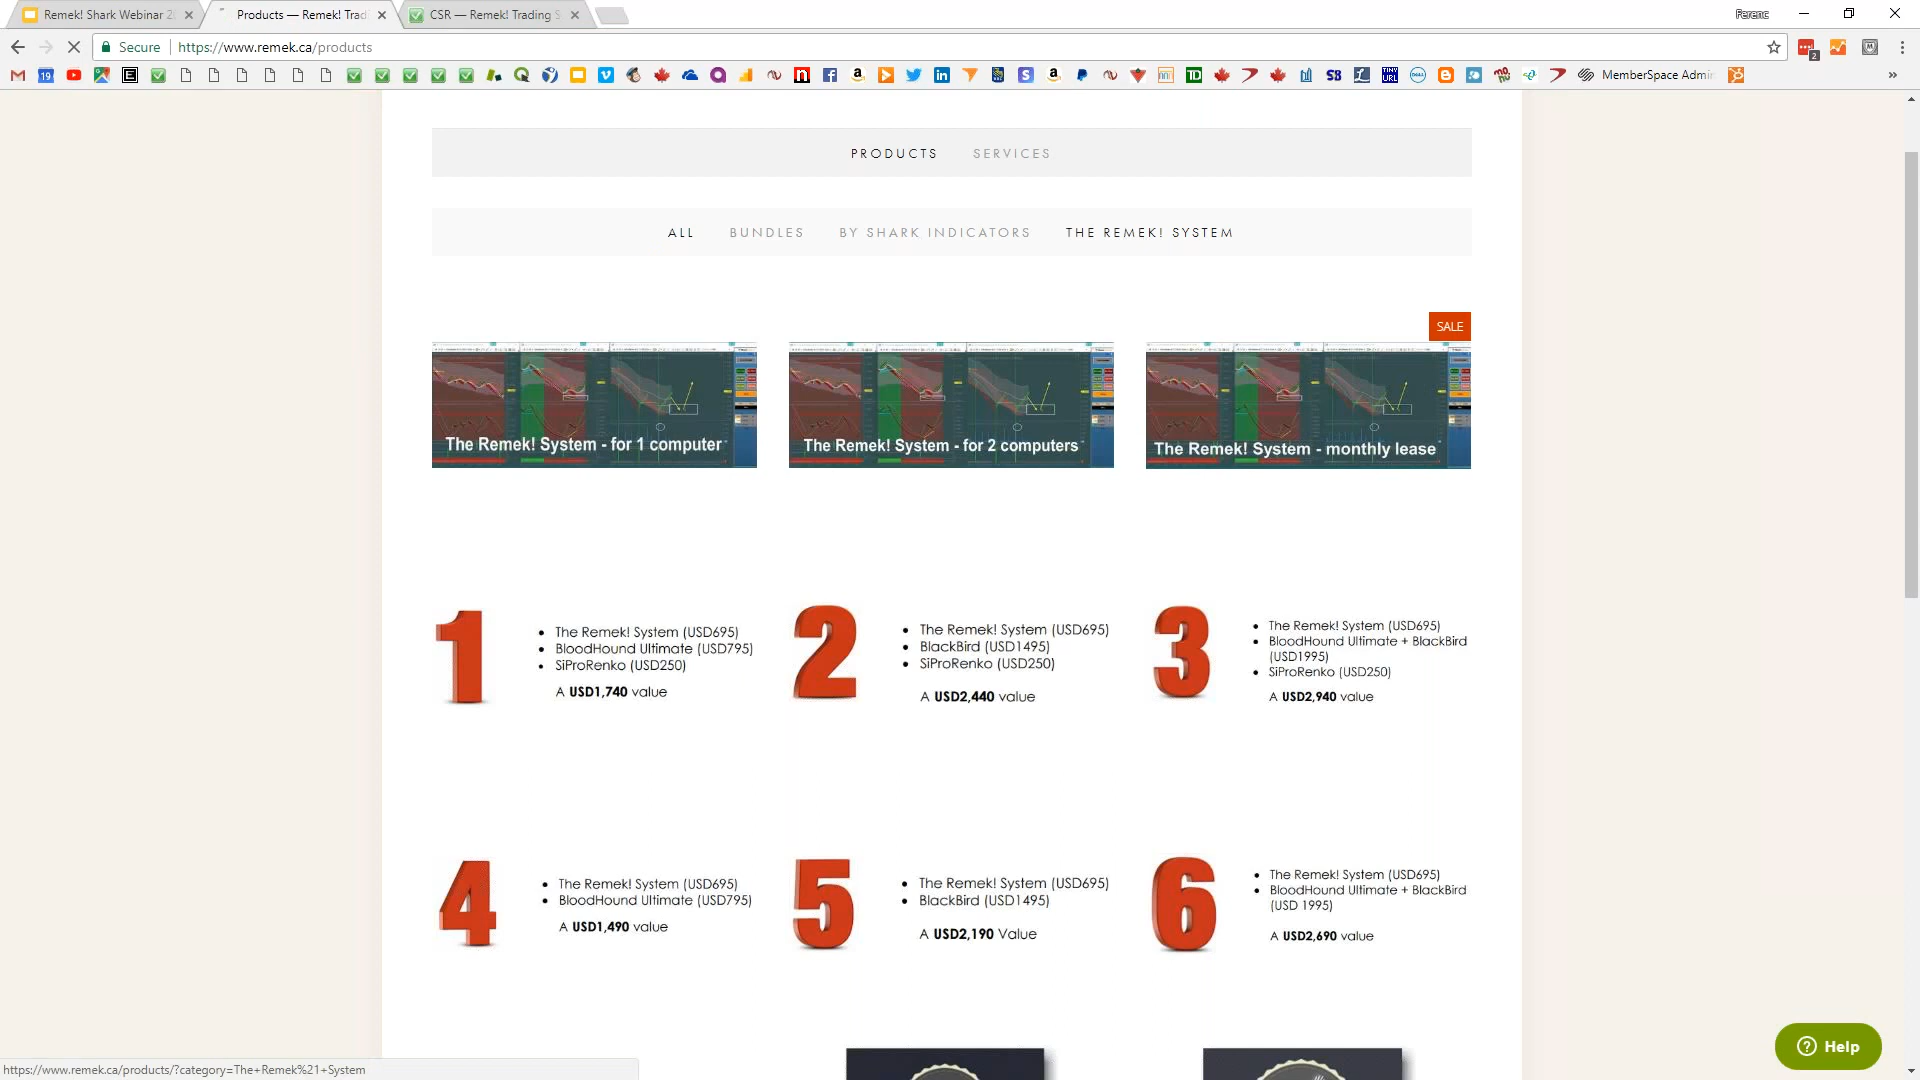 Remek! Shark Webinar 2
Products — Remek! Trad
CSR — Remek! Trading S
Ferenc
Secure
https://www.remek.ca/products
19
MemberSpace Admin
2
PRODUCTS SERVICES
ALL BUNDLES BY SHARK INDICATORS THE REMEK! SYSTEM
SALE
The Remek! System - for 1 computer
The Remek! System - for 2 computers
The Remek! System - monthly lease
1
The Remek! System (USD695)
BloodHound Ultimate (USD795)
SiProRenko (USD250)
A USD1,740 value
2
The Remek! System (USD695)
BlackBird (USD1495)
SiProRenko (USD250)
A USD2,440 value
3
The Remek! System (USD695)
BloodHound Ultimate + BlackBird
(USD1995)
SiProRenko (USD250)
A USD2,940 value
4
The Remek! System (USD695)
BloodHound Ultimate (USD795)
A USD1,490 value
5
The Remek! System (USD695)
BlackBird (USD1495)
A USD2,190 Value
6
The Remek! System (USD695)
BloodHound Ultimate + BlackBird
(USD 1995)
A USD2,690 value
Help
https://www.remek.ca/products/?category=The+Remek%21+System